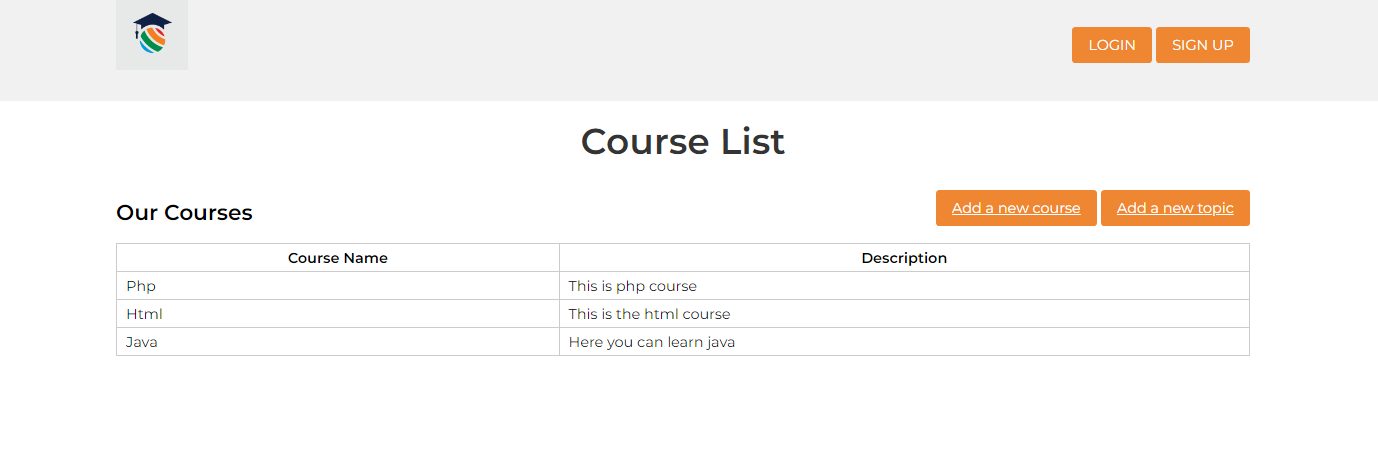 LOGIN SIGN UP
Course List
Our Courses
Add a new course Add a new topic
Course Name Description
Php This is php course
Html This is the html course
Java Here you can learn java